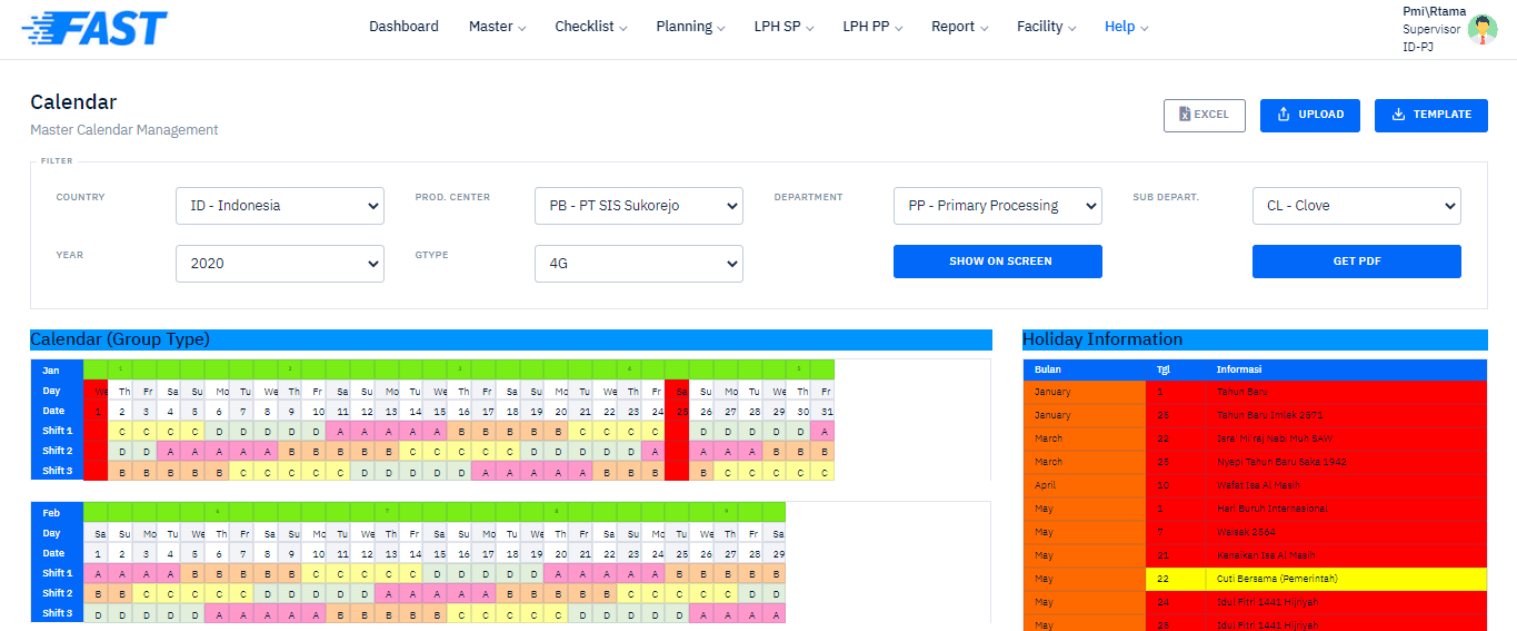 FAST
Dashboard Master Checklist Planning LPH SP LPH PP Report Facility Help
Pmi\Rtama
Supervisor
ID-PJ
Calendar
Master Calendar Management
EXCEL UPLOAD TEMPLATE
FILTER
COUNTRY ID - Indonesia PROD. CENTER PB - PT SIS Sukorejo DEPARTMENT PP - Primary Processing SUB DEPART. CL - Clove
YEAR 2020 GTYPE 4G SHOW ON SCREEN GET PDF
Calendar (Group Type)
Jan 1 2 3 4 5
Day We Th Fr Sa Su Mo Tu We Th Fr Sa Su Mo Tu We Th Fr Sa Su Mo Tu We Th Fr Sa Su Mo Tu We Th Fr
Date 1 2 3 4 5 6 7 8 9 10 11 12 13 14 15 16 17 18 19 20 21 22 23 24 25 26 27 28 29 30 31
Shift 1 C C C C D D D D D A A A A A B B B B B C C C C D D D D D A
Shift 2 D D A A A A A B B B B B C C C C C D D D D D A A A A B B B
Shift 3 B B B B B C C C C C D D D D D A A A A A B B B B C C C C C
Feb 6 7 8 9
Day Sa Su Mo Tu We Th Fr Sa Su Mo Tu We Th Fr Sa Su Mo Tu We Th Fr Sa Su Mo Tu We Th Fr Sa
Date 1 2 3 4 5 6 7 8 9 10 11 12 13 14 15 16 17 18 19 20 21 22 23 24 25 26 27 28 29
Shift 1 A A A A B B B B B C C C C C D D D D D A A A A A B B B B B
Shift 2 B B C C C C C D D D D D A A A A A B B B B B C C C C C D D
Shift 3 D D D D D A A A A A B B B B B C C C C C D D D D D A A A A
Holiday Information
Bulan Tgl Informasi
January 1 Tahun Baru
January 25 Tahun Baru Imlek 2571
March 22 Isra' Mi'raj Nabi Muh SAW
March 25 Nyepi Tahun Baru Saka 1942
April 10 Wafat Isa Al Masih
May 1 Hari Buruh Internasional
May 7 Waisak 2564
May 21 Kenaikan Isa Al Masih
May 22 Cuti Bersama (Pemerintah)
May 24 Idul Fitri 1441 Hijriyah
May 25 Idul Fitri 1441 Hijriyah